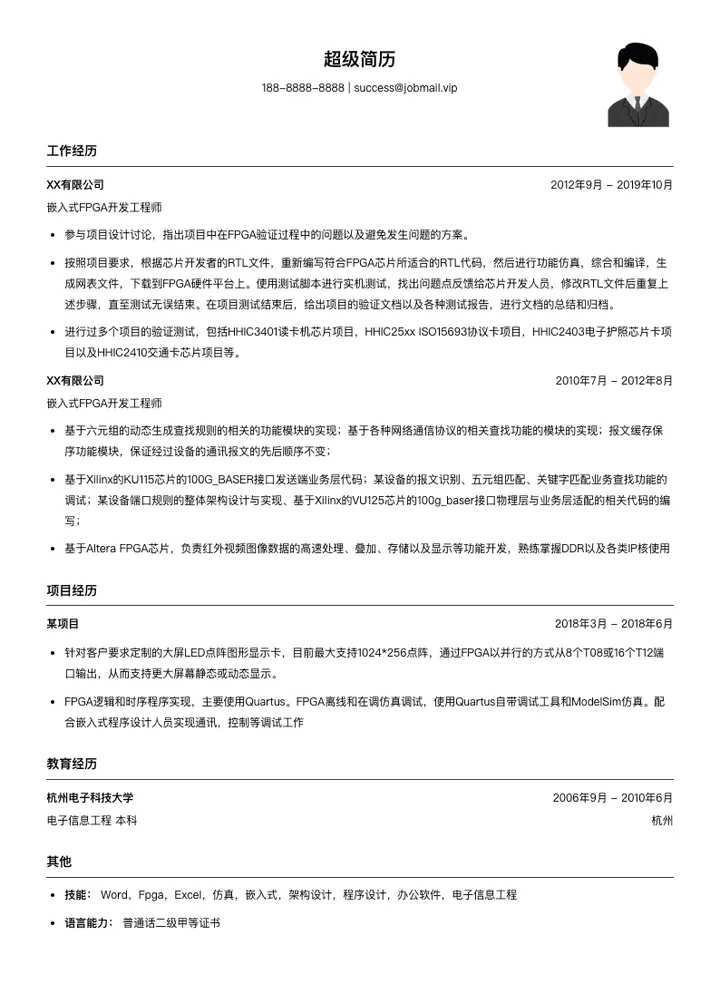 超级简历
188-8888-8888 | success@jobmail.vip
工作经历
XX有限公司 2012年9月 – 2019年10月
嵌入式FPGA开发工程师
• 参与项目设计讨论，指出项目中在FPGA验证过程中的问题以及避免发生问题的方案。
• 按照项目要求，根据芯片开发者的RTL文件，重新编写符合FPGA芯片所适合的RTL代码，然后进行功能仿真，综合和编译，生
成网表文件，下载到FPGA硬件平台上。使用测试脚本进行实机测试，找出问题点反馈给芯片开发人员，修改RTL文件后重复上
述步骤，直至测试无误结束。在项目测试结束后，给出项目的验证文档以及各种测试报告，进行文档的总结和归档。
• 进行过多个项目的验证测试，包括HHIC3401读卡机芯片项目，HHIC25xx ISO15693协议卡项目，HHIC2403电子护照芯片卡项
目以及HHIC2410交通卡芯片项目等。
XX有限公司 2010年7月 – 2012年8月
嵌入式FPGA开发工程师
• 基于六元组的动态生成查找规则的相关的功能模块的实现；基于各种网络通信协议的相关查找功能的模块的实现；报文缓存保
序功能模块，保证经过设备的通讯报文的先后顺序不变；
• 基于Xilinx的KU115芯片的100G_BASER接口发送端业务层代码；某设备的报文识别、五元组匹配、关键字匹配业务查找功能的
调试；某设备端口规则的整体架构设计与实现、基于Xilinx的VU125芯片的100g_baser接口物理层与业务层适配的相关代码的编
写；
• 基于Altera FPGA芯片，负责红外视频图像数据的高速处理、叠加、存储以及显示等功能开发，熟练掌握DDR以及各类IP核使用
项目经历
某项目 2018年3月 – 2018年6月
• 针对客户要求定制的大屏LED点阵图形显示卡，目前最大支持1024*256点阵，通过FPGA以并行的方式从8个T08或16个T12端
口输出，从而支持更大屏幕静态或动态显示。
• FPGA逻辑和时序程序实现，主要使用Quartus。FPGA离线和在调仿真调试，使用Quartus自带调试工具和ModelSim仿真。配
合嵌入式程序设计人员实现通讯，控制等调试工作
教育经历
杭州电子科技大学 2006年9月 – 2010年6月
电子信息工程 本科 杭州
其他
• 技能： Word，Fpga，Excel，仿真，嵌入式，架构设计，程序设计，办公软件，电子信息工程
• 语言能力： 普通话二级甲等证书